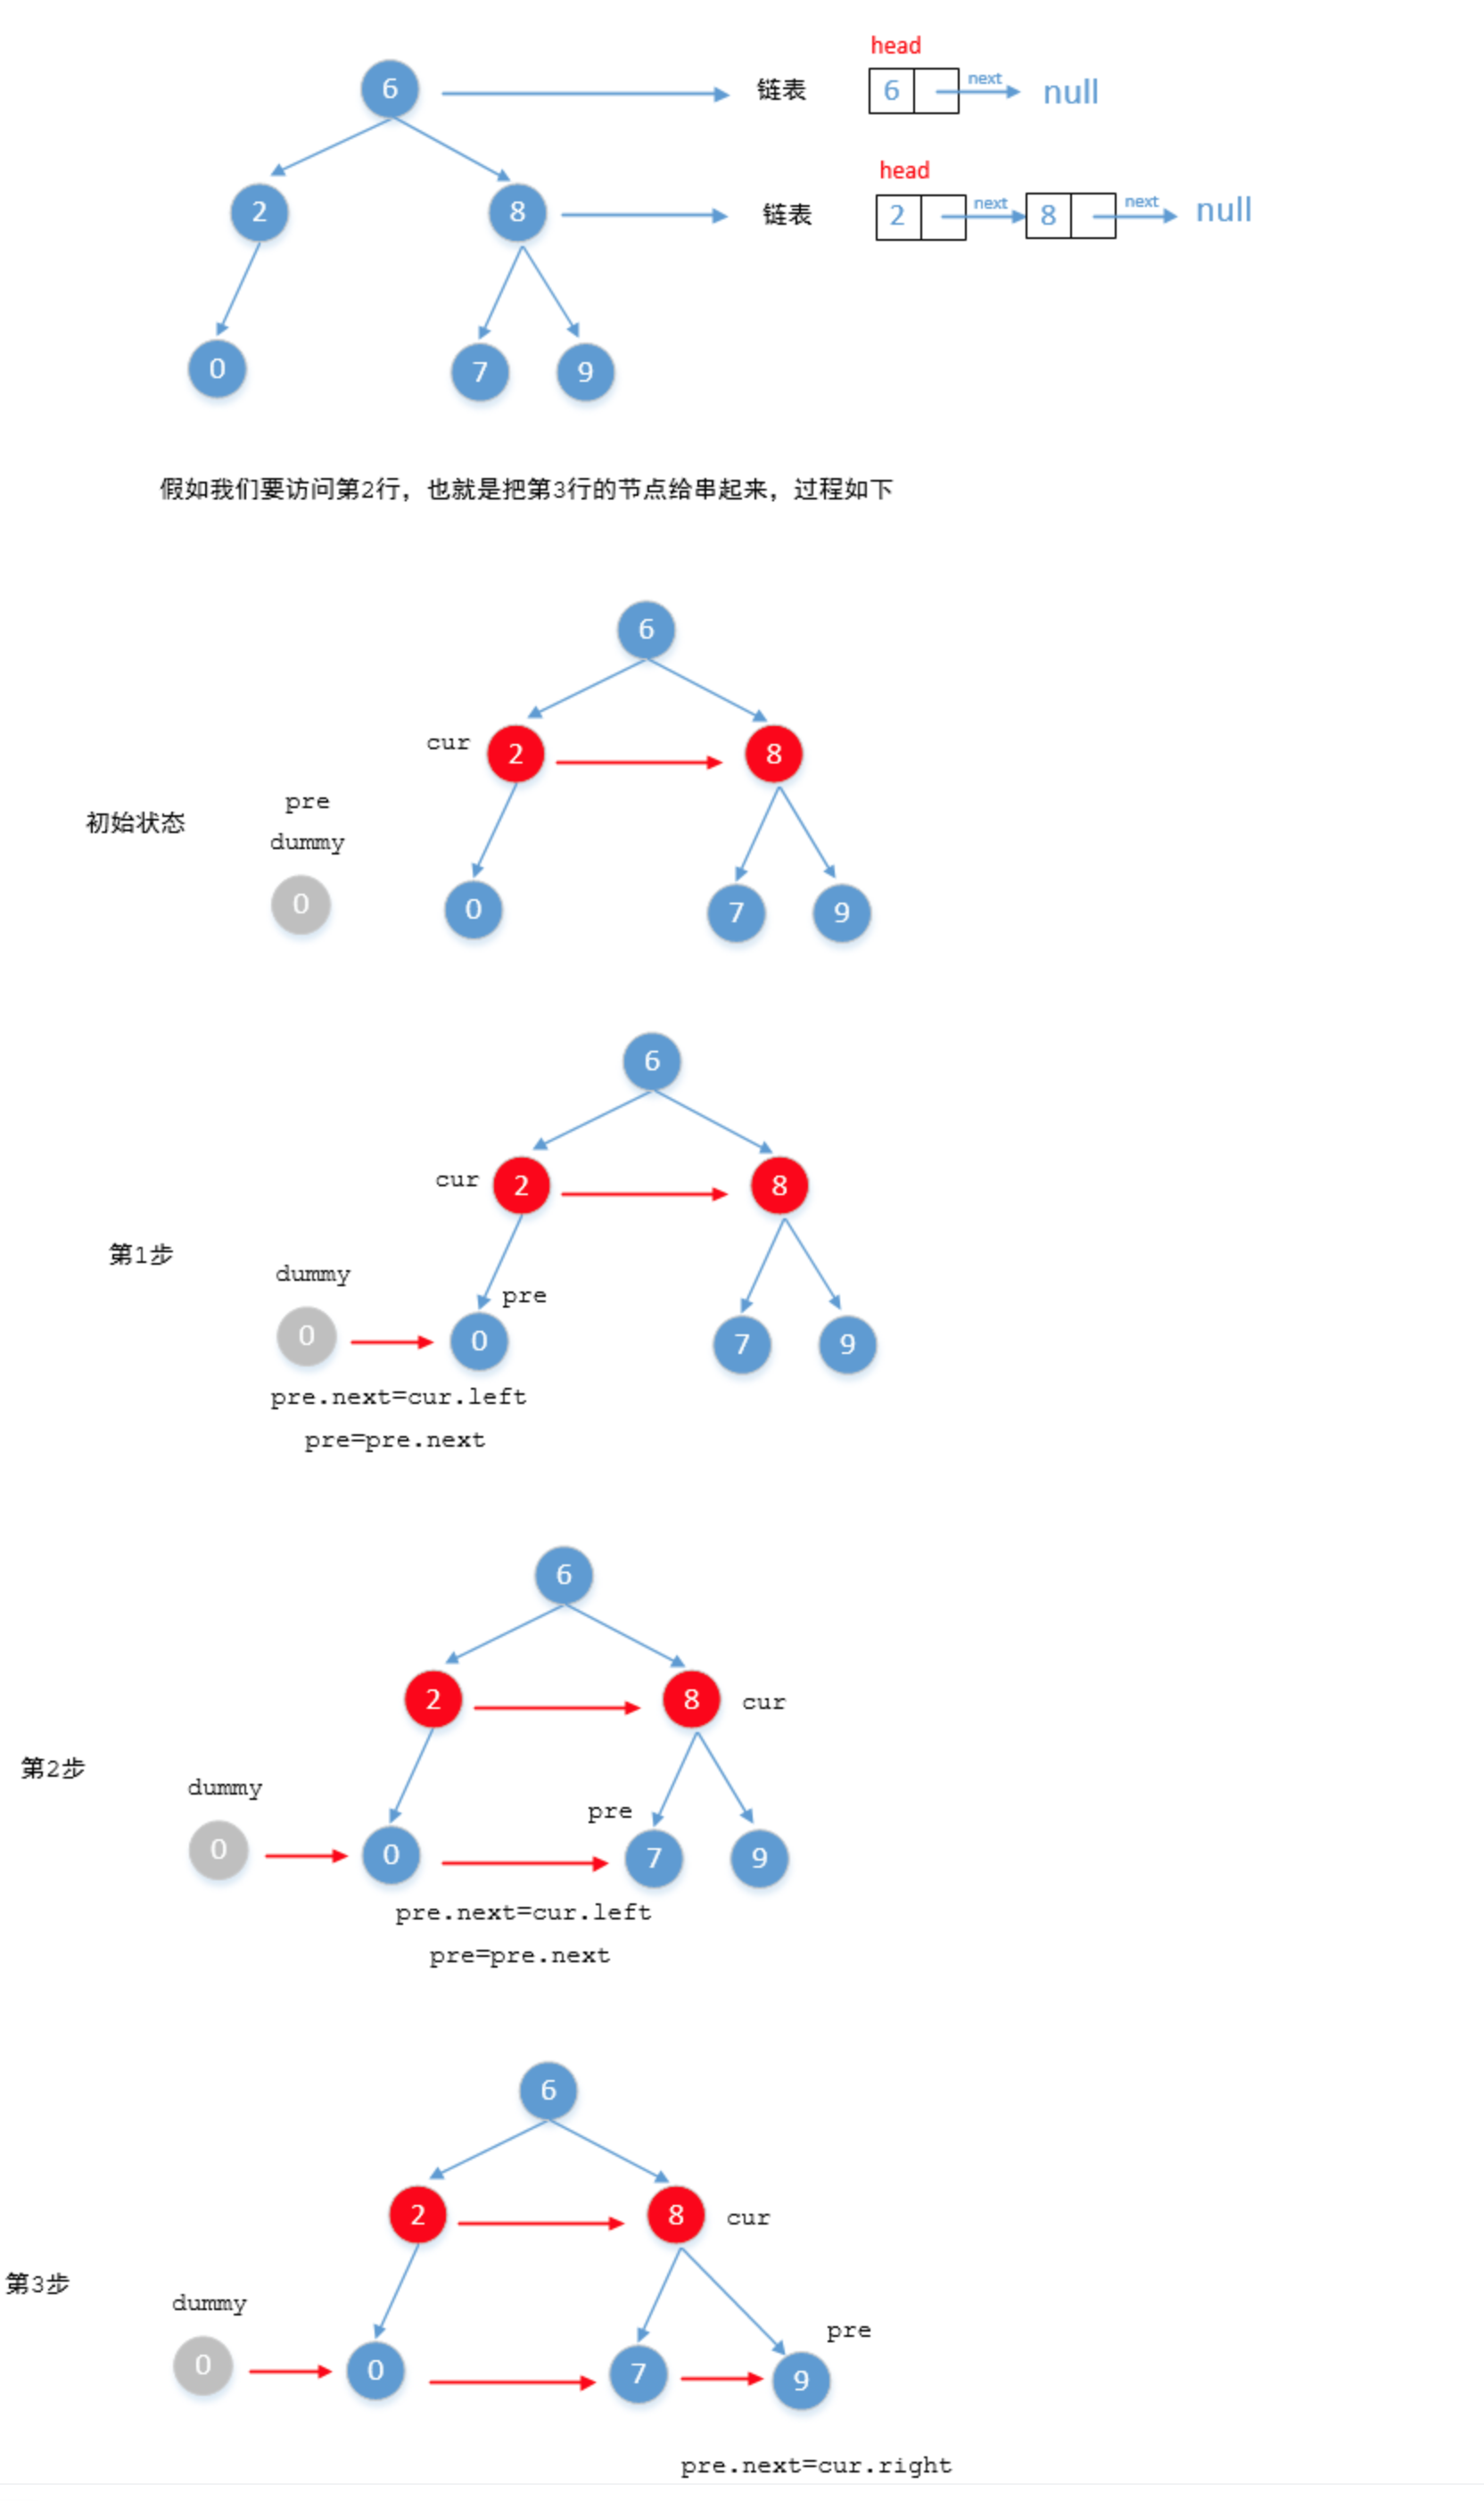 head
6 链表 6 next null
head
2 8 链表 2 next 8 next null
0 7 9
假如我们要访问第2行，也就是把第3行的节点给串起来，过程如下
6
cur 2 8
初始状态 pre
dummy
0 0 7 9
6
cur 2 8
第1步 dummy pre
0 0 7 9
pre.next=cur.left
pre=pre.next
6
2 8 cur
第2步 dummy pre
0 0 7 9
pre.next=cur.left
pre=pre.next
6
2 8 cur
第3步 dummy pre
0 0 7 9
pre.next=cur.right